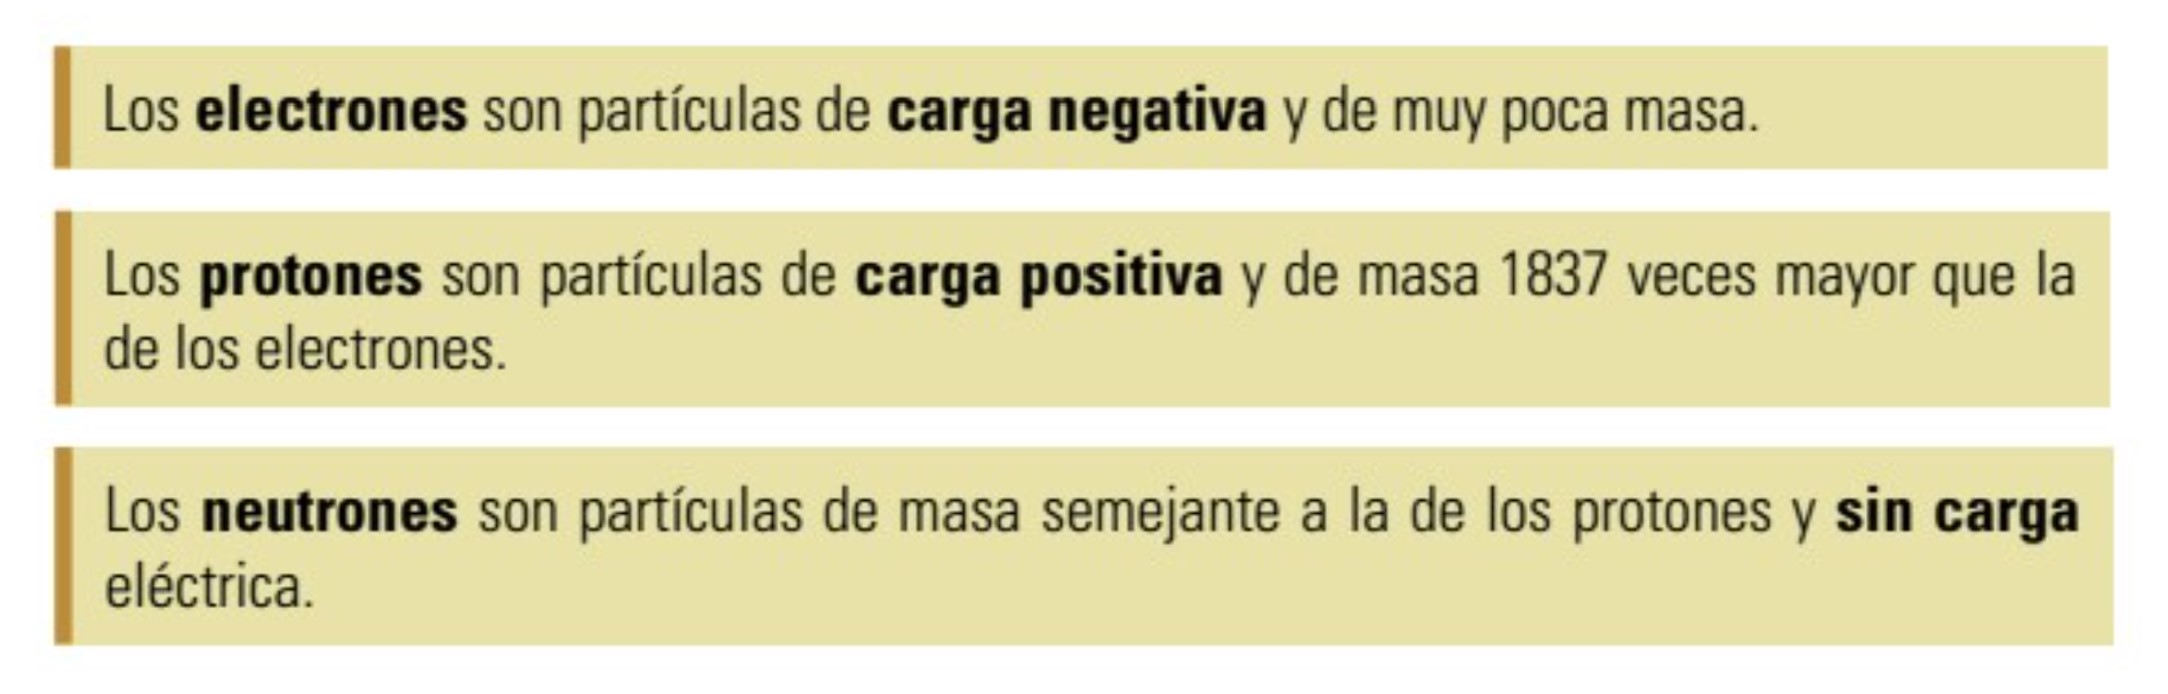 Los electrones son partículas de carga negativa y de muy poca masa.
Los protones son partículas de carga positiva y de masa 1837 veces mayor que la
de los electrones.
Los neutrones son partículas de masa semejante a la de los protones y sin carga
eléctrica.